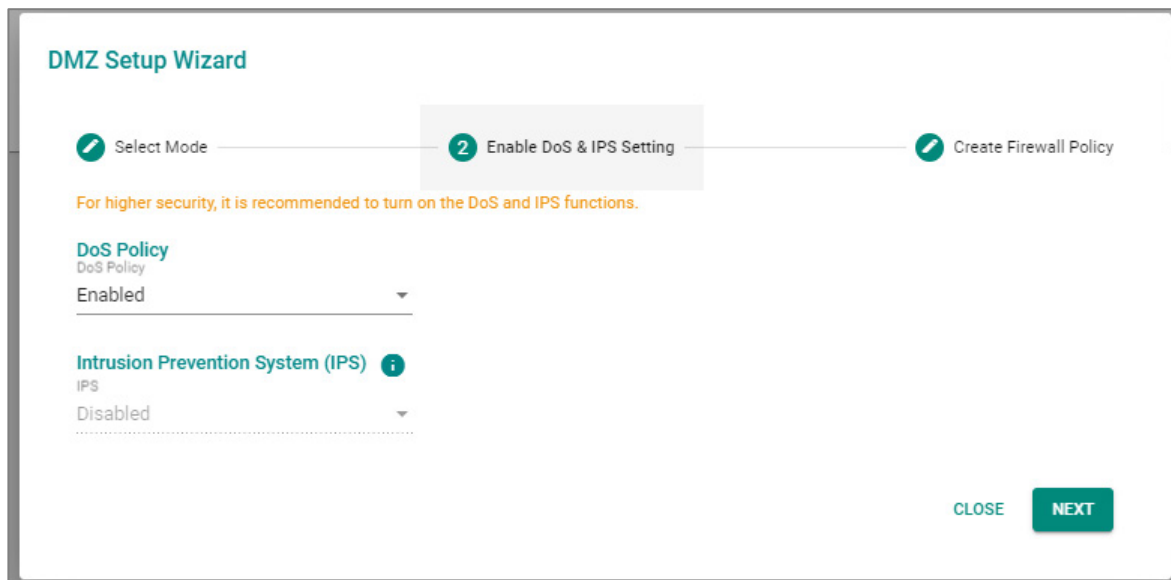 DMZ Setup Wizard
Select Mode
2 Enable DoS & IPS Setting
Create Firewall Policy
For higher security, it is recommended to turn on the DoS and IPS functions.
DoS Policy
DoS Policy
Enabled
Intrusion Prevention System (IPS) i
IPS
Disabled
CLOSE NEXT